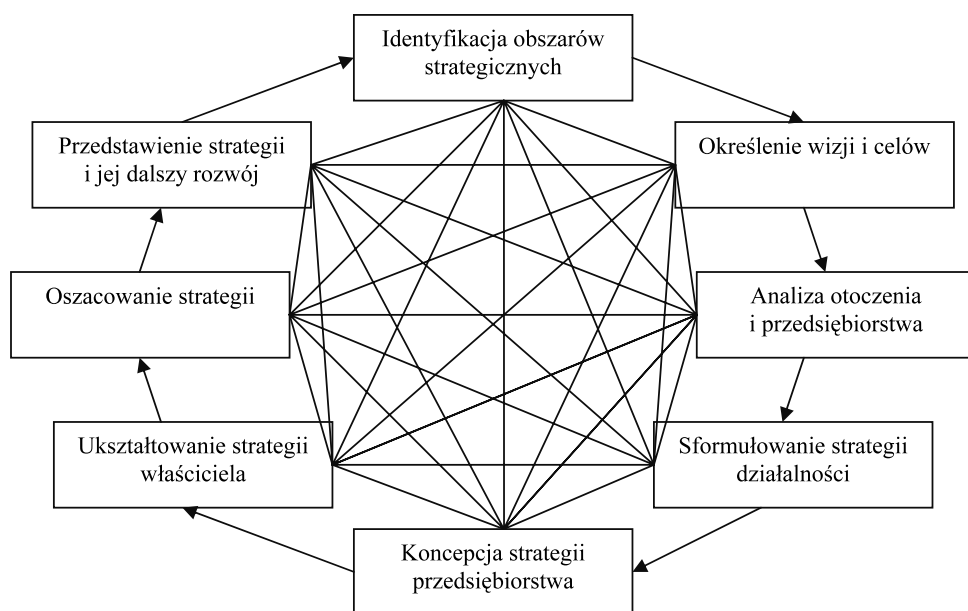 Identyfikacja obszarów
strategicznych
Przedstawienie strategii
i jej dalszy rozwój
Określenie wizji i celów
Oszacowanie strategii
Analiza otoczenia
i przedsiębiorstwa
Ukształtowanie strategii
właściciela
Sformułowanie strategii
działalności
Koncepcja strategii
przedsiębiorstwa